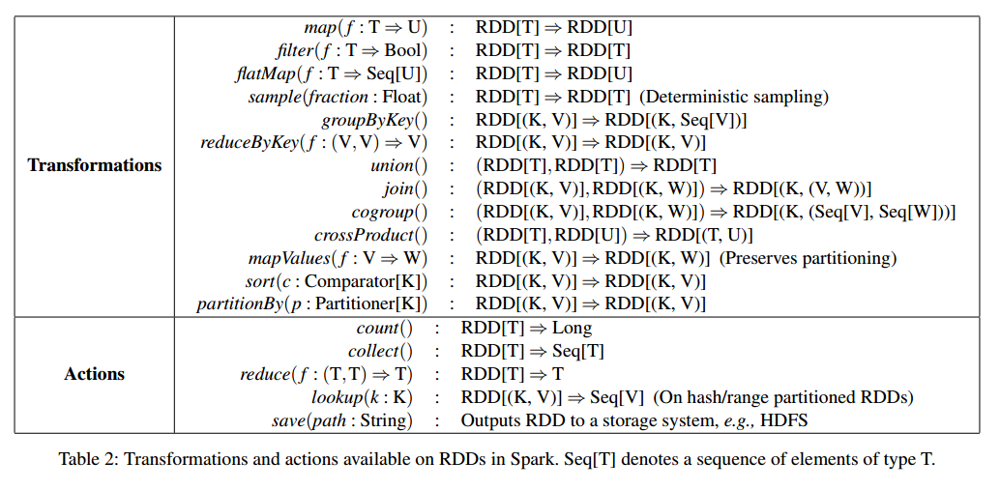 map(f : T ⇒ U) : RDD[T] ⇒ RDD[U]
filter(f : T ⇒ Bool) : RDD[T] ⇒ RDD[T]
flatMap(f : T ⇒ Seq[U]) : RDD[T] ⇒ RDD[U]
sample(fraction : Float) : RDD[T] ⇒ RDD[T] (Deterministic sampling)
groupByKey() : RDD[(K, V)] ⇒ RDD[(K, Seq[V])]
reduceByKey(f : (V,V) ⇒ V) : RDD[(K, V)] ⇒ RDD[(K, V)]
Transformations union() : (RDD[T],RDD[T]) ⇒ RDD[T]
join() : (RDD[(K, V)],RDD[(K, W)]) ⇒ RDD[(K, (V, W))]
cogroup() : (RDD[(K, V)],RDD[(K, W)]) ⇒ RDD[(K, (Seq[V], Seq[W]))]
crossProduct() : (RDD[T],RDD[U]) ⇒ RDD[(T, U)]
mapValues(f : V ⇒ W) : RDD[(K, V)] ⇒ RDD[(K, W)] (Preserves partitioning)
sort(c : Comparator[K]) : RDD[(K, V)] ⇒ RDD[(K, V)]
partitionBy(p : Partitioner[K]) : RDD[(K, V)] ⇒ RDD[(K, V)]
count() : RDD[T] ⇒ Long
collect() : RDD[T] ⇒ Seq[T]
Actions reduce(f : (T,T) ⇒ T) : RDD[T] ⇒ T
lookup(k : K) : RDD[(K, V)] ⇒ Seq[V] (On hash/range partitioned RDDs)
save(path : String) : Outputs RDD to a storage system, e.g., HDFS
Table 2: Transformations and actions available on RDDs in Spark. Seq[T] denotes a sequence of elements of type T.